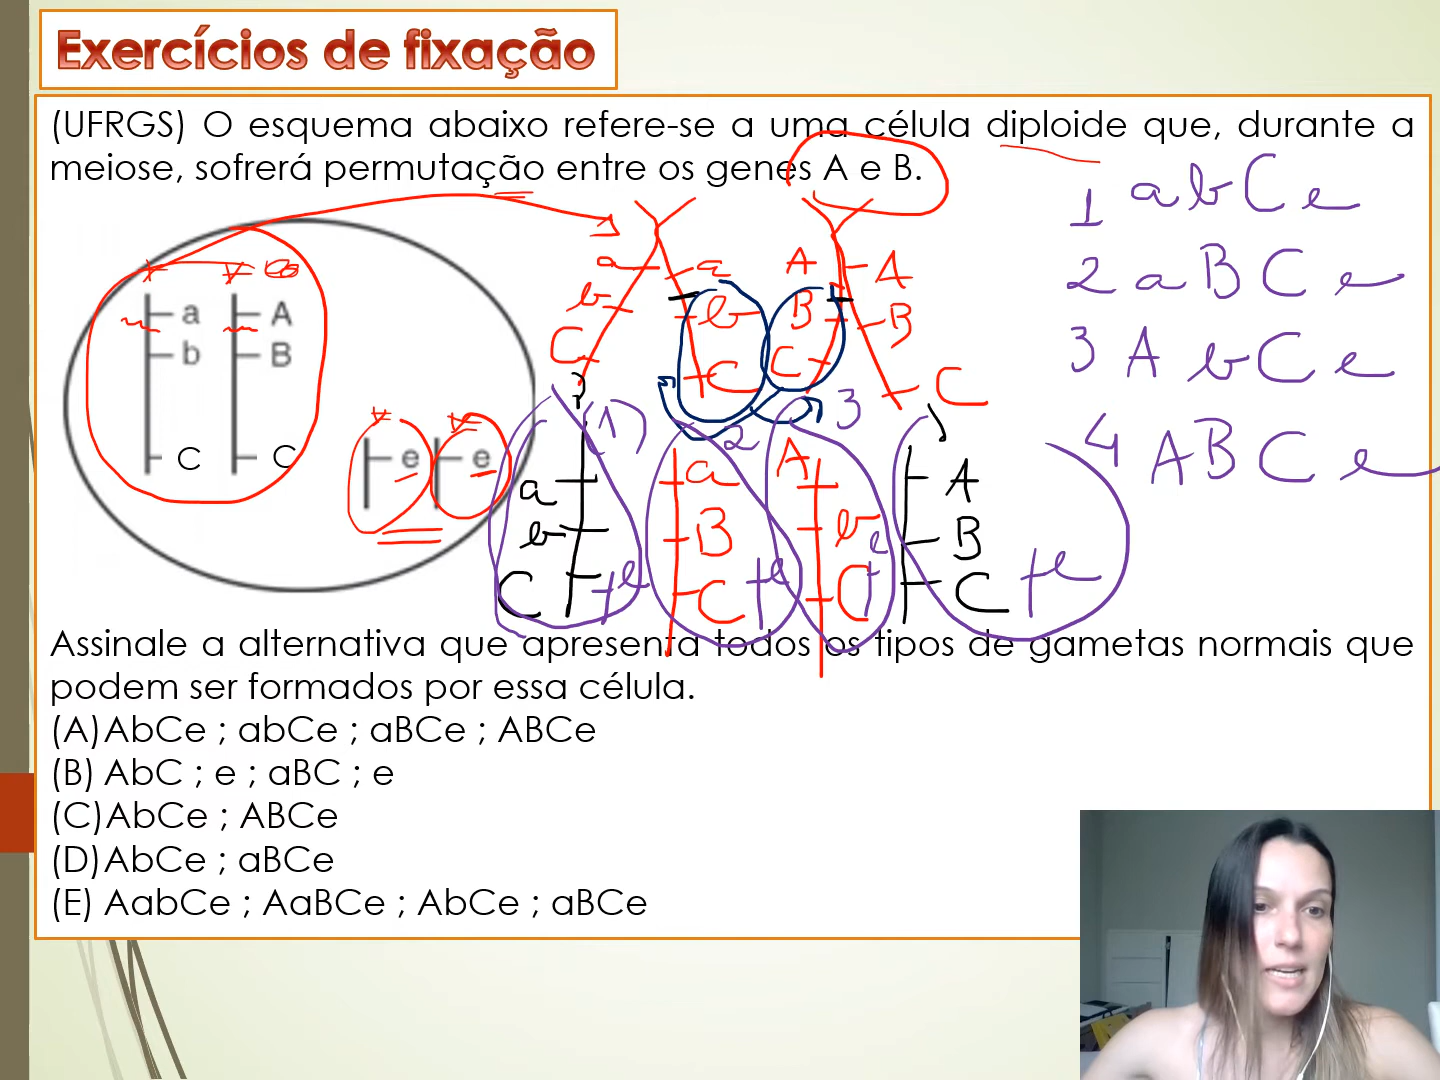 Exercícios de fixação
(UFRGS) O esquema abaixo refere-se a uma célula diploide que, durante a
meiose, sofrerá permutação entre os genes A e B.
a A
b B
C C
e e
a a A A
b b B B
C C C C
(1) 2 3
a a A A
b B b B
C C C C
e e e e
1 abCe
2 aBCe
3 AbCe
4 ABCe
Assinale a alternativa que apresenta todos os tipos de gametas normais que
podem ser formados por essa célula.
(A) AbCe ; abCe ; aBCe ; ABCe
(B) AbC ; e ; aBC ; e
(C) AbCe ; ABCe
(D) AbCe ; aBCe
(E) AabCe ; AaBCe ; AbCe ; aBCe